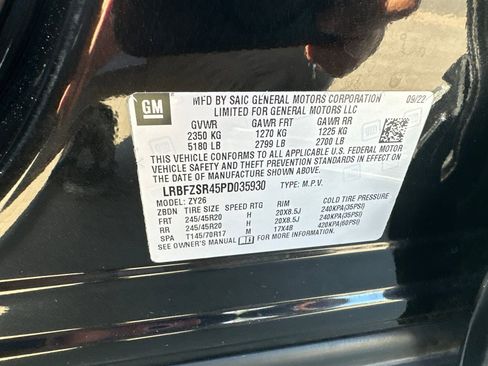 GM
MFD BY SAIC GENERAL MOTORS CORPORATION 09/22
LIMITED FOR GENERAL MOTORS LLC
GVWR GAWR FRT GAWR RR
2350 KG 1270 KG 1225 KG
5180 LB 2799 LB 2700 LB
THIS VEHICLE CONFORMS TO ALL APPLICABLE U.S. FEDERAL
VEHICLE SAFETY, BUMPER, AND THEFT PREVENTION
STANDARDS IN EFFECT ON THE DATE OF
MANUFACTURE SHOWN ABOVE.
LRBFZSR45PD035930 TYPE: M.P.V.
MODEL: ZY26
ZBDN TIRE SIZE SPEED RTG RIM COLD TIRE PRESSURE
FRT 245/45R20 H 20X8.5J 240KPA(35PSI)
RR 245/45R20 H 20X8.5J 240KPA(35PSI)
SPA T145/70R17 M 17X4B 420KPA(60PSI)
SEE OWNER'S MANUAL FOR MORE INFORMATION